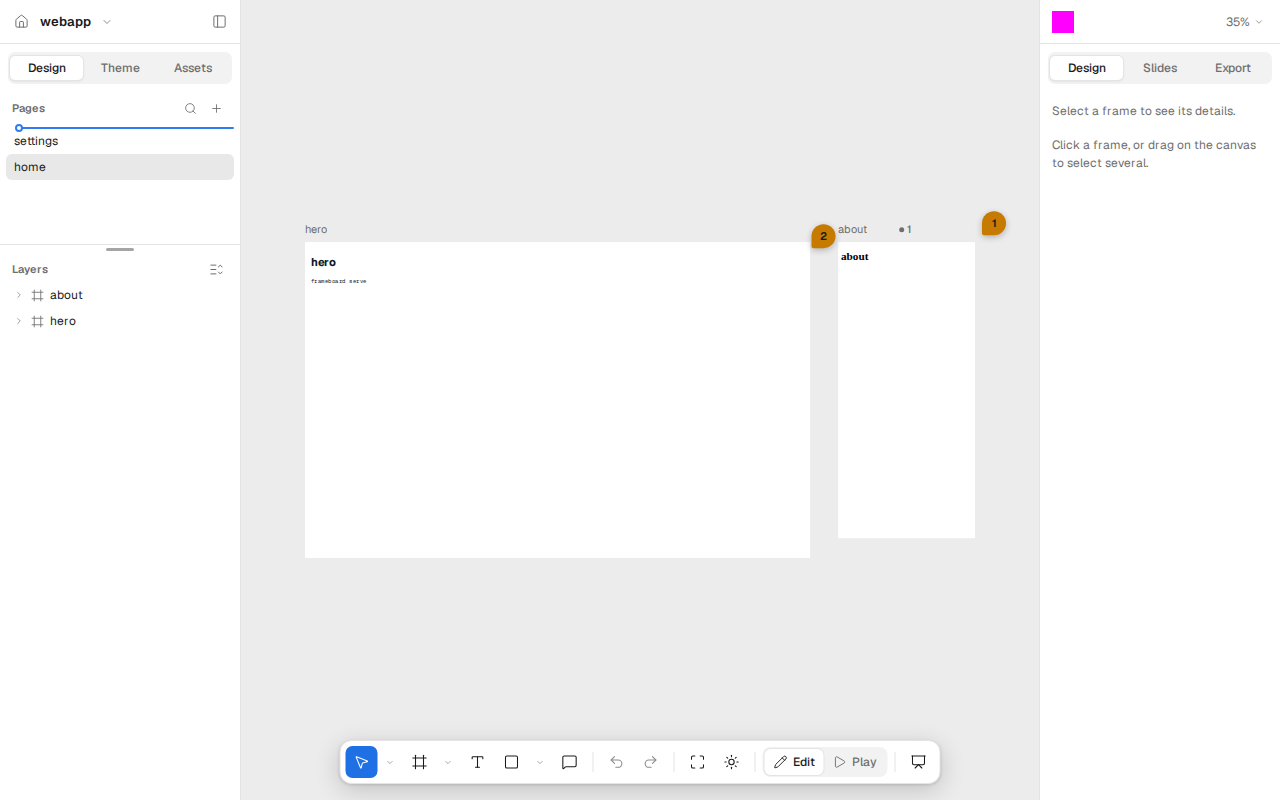 webapp
35%
Design
Theme
Assets
Design
Slides
Export
Pages
settings
home
Select a frame to see its details.
Click a frame, or drag on the canvas
to select several.
hero
2
about
1
1
hero
frameboard serve
about
Layers
about
hero
Edit
Play